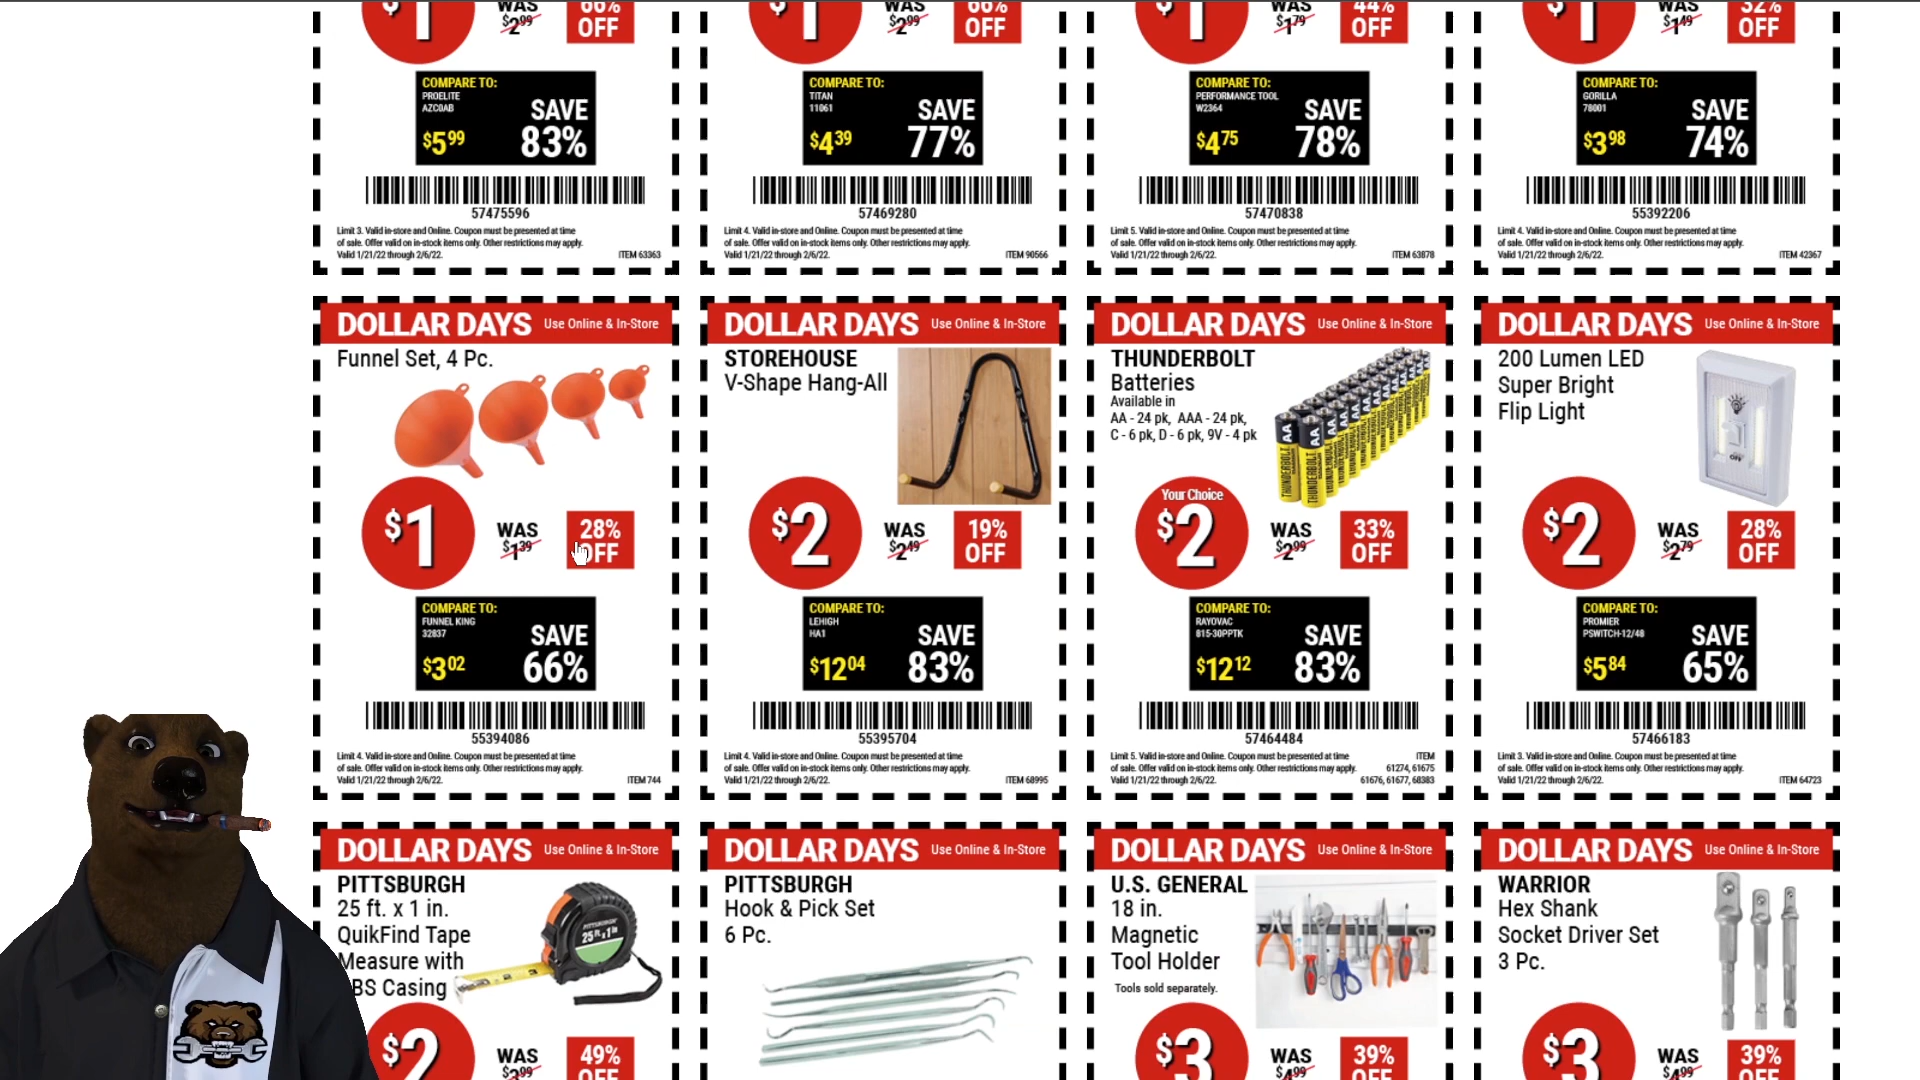 $1 WAS $2.99 66% OFF
COMPARE TO:
PROELITE
AZC0AB
$5.99 SAVE 83%
57475596
Limit 3. Valid in-store and Online. Coupon must be presented at time
of sale. Offer valid on in-stock items only. Other restrictions may apply.
Valid 1/21/22 through 2/6/22. ITEM 63363
$1 WAS $2.99 66% OFF
COMPARE TO:
TITAN
11061
$4.39 SAVE 77%
57469280
Limit 4. Valid in-store and Online. Coupon must be presented at time
of sale. Offer valid on in-stock items only. Other restrictions may apply.
Valid 1/21/22 through 2/6/22. ITEM 90566
$1 WAS $1.79 44% OFF
COMPARE TO:
PERFORMANCE TOOL
W2364
$4.75 SAVE 78%
57470838
Limit 5. Valid in-store and Online. Coupon must be presented at time
of sale. Offer valid on in-stock items only. Other restrictions may apply.
Valid 1/21/22 through 2/6/22. ITEM 63878
$1 WAS $1.49 32% OFF
COMPARE TO:
GORILLA
78001
$3.98 SAVE 74%
55392206
Limit 4. Valid in-store and Online. Coupon must be presented at time
of sale. Offer valid on in-stock items only. Other restrictions may apply.
Valid 1/21/22 through 2/6/22. ITEM 42367
DOLLAR DAYS Use Online & In-Store
Funnel Set, 4 Pc.
$1 WAS $1.39 28% OFF
COMPARE TO:
FUNNEL KING
32837
$3.02 SAVE 66%
55394086
Limit 4. Valid in-store and Online. Coupon must be presented at time
of sale. Offer valid on in-stock items only. Other restrictions may apply.
Valid 1/21/22 through 2/6/22. ITEM 744
DOLLAR DAYS Use Online & In-Store
STOREHOUSE
V-Shape Hang-All
$2 WAS $2.49 19% OFF
COMPARE TO:
LEHIGH
HA1
$12.04 SAVE 83%
55395704
Limit 4. Valid in-store and Online. Coupon must be presented at time
of sale. Offer valid on in-stock items only. Other restrictions may apply.
Valid 1/21/22 through 2/6/22. ITEM 68995
DOLLAR DAYS Use Online & In-Store
THUNDERBOLT
Batteries
Available in
AA - 24 pk, AAA - 24 pk,
C - 6 pk, D - 6 pk, 9V - 4 pk
AA AA
THUNDERBOLT THUNDERBOLT
Your Choice
$2 WAS $2.99 33% OFF
COMPARE TO:
RAYOVAC
815-30PPTK
$12.12 SAVE 83%
57464484
Limit 5. Valid in-store and Online. Coupon must be presented at time
of sale. Offer valid on in-stock items only. Other restrictions may apply.
Valid 1/21/22 through 2/6/22.
ITEM
61274, 61675
61676, 61677, 68383
DOLLAR DAYS Use Online & In-Store
200 Lumen LED
Super Bright
Flip Light
OFF
$2 WAS $2.79 28% OFF
COMPARE TO:
PROMIER
PSWITCH-12/48
$5.84 SAVE 65%
57466183
Limit 3. Valid in-store and Online. Coupon must be presented at time
of sale. Offer valid on in-stock items only. Other restrictions may apply.
Valid 1/21/22 through 2/6/22. ITEM 64723
DOLLAR DAYS Use Online & In-Store
PITTSBURGH
25 ft. x 1 in.
QuikFind Tape
Measure with
BS Casing
PITTSBURGH
25 ft. x 1 in
$2 WAS $3.99 49% OFF
DOLLAR DAYS Use Online & In-Store
PITTSBURGH
Hook & Pick Set
6 Pc.
DOLLAR DAYS Use Online & In-Store
U.S. GENERAL
18 in.
Magnetic
Tool Holder
Tools sold separately.
$3 WAS $4.99 39% OFF
DOLLAR DAYS Use Online & In-Store
WARRIOR
Hex Shank
Socket Driver Set
3 Pc.
$3 WAS $4.99 39% OFF